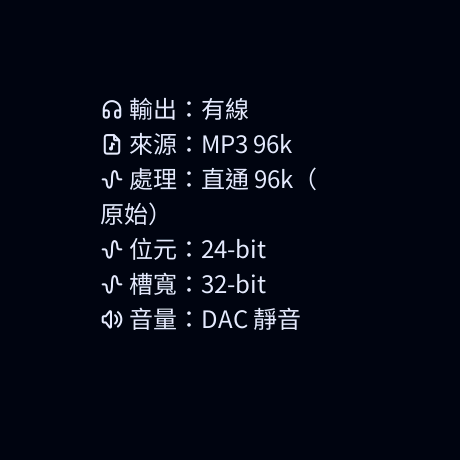 輸出：有線
來源：MP3 96k
處理：直通 96k（
原始）
位元：24-bit
槽寬：32-bit
音量：DAC 靜音